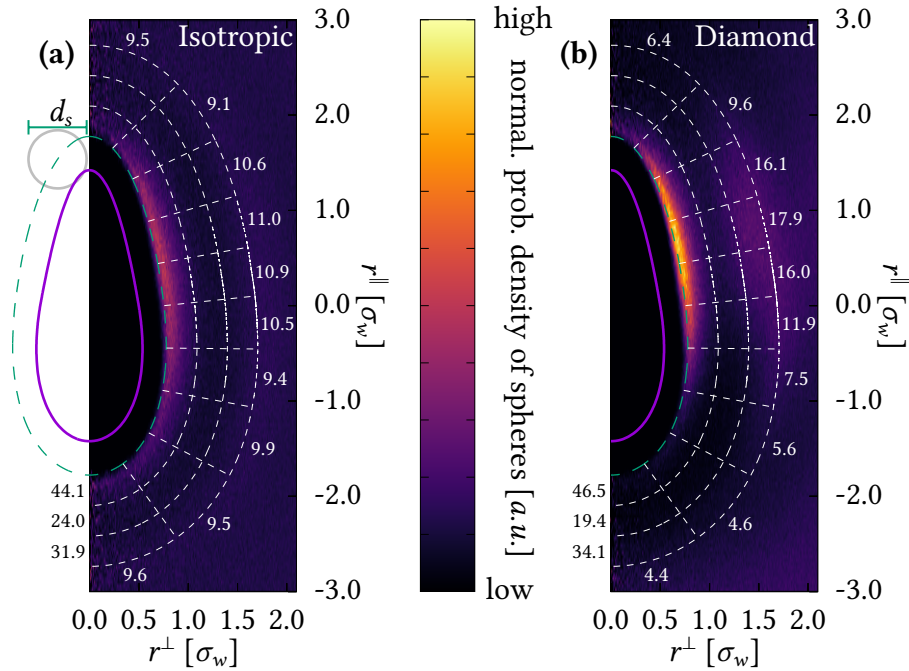 (a)
Isotropic
9.5
9.1
10.6
11.0
10.9
10.5
9.4
9.9
9.5
9.6
d_s
44.1
24.0
31.9
3.0
2.0
1.0
0.0
-1.0
-2.0
-3.0
r^∥ [σ_w]
0.0 0.5 1.0 2.0
r^⊥ [σ_w]
high
normal. prob. density of spheres [a.u.]
low
(b)
Diamond
6.4
9.6
16.1
17.9
16.0
11.9
7.5
5.6
4.6
4.4
46.5
19.4
34.1
3.0
2.0
1.0
0.0
-1.0
-2.0
-3.0
r^∥ [σ_w]
0.0 0.5 1.0 2.0
r^⊥ [σ_w]